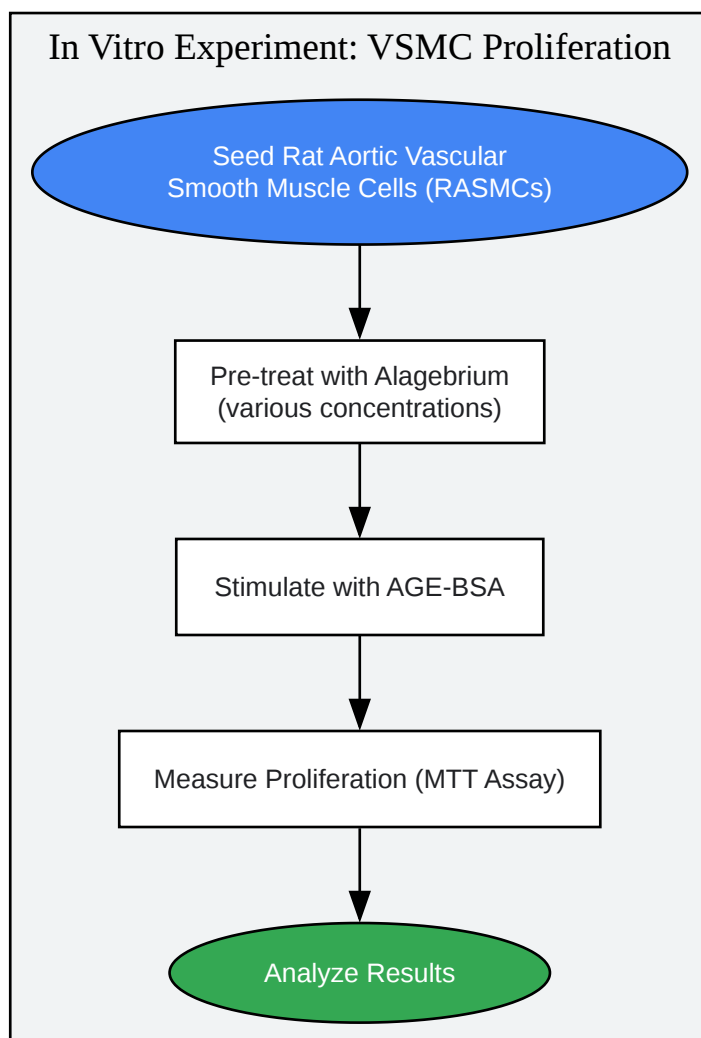 In Vitro Experiment: VSMC Proliferation
Seed Rat Aortic Vascular
Smooth Muscle Cells (RASMCs)
Pre-treat with Alagebrium
(various concentrations)
Stimulate with AGE-BSA
Measure Proliferation (MTT Assay)
Analyze Results